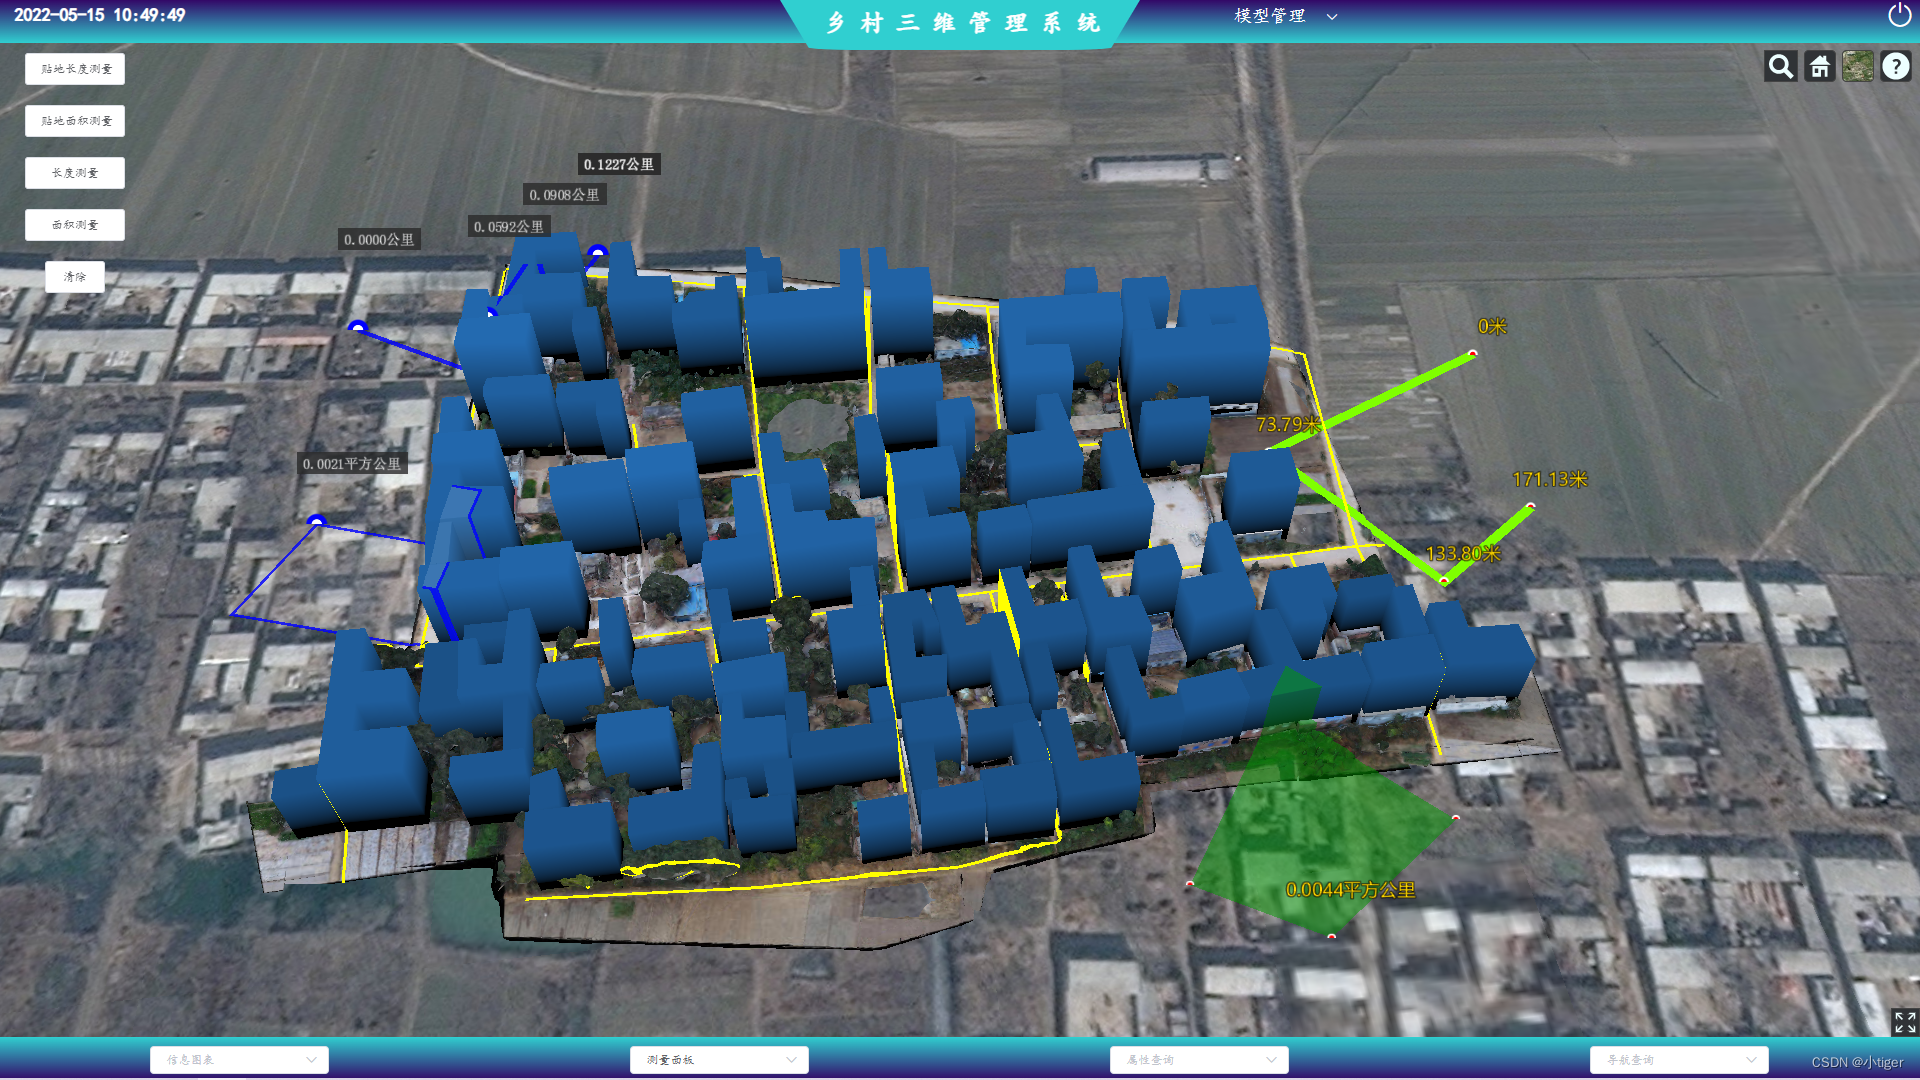 2022-05-15 10:49:49
乡村三维管理系统
模型管理
贴地长度测量
贴地面积测量
长度测量
面积测量
清除
0.1227公里
0.0908公里
0.0592公里
0.0000公里
0.0021平方公里
0米
73.79米
171.13米
133.80米
0.0044平方公里
信息图表
测量面板
属性查询
导航查询
CSDN @小tiger